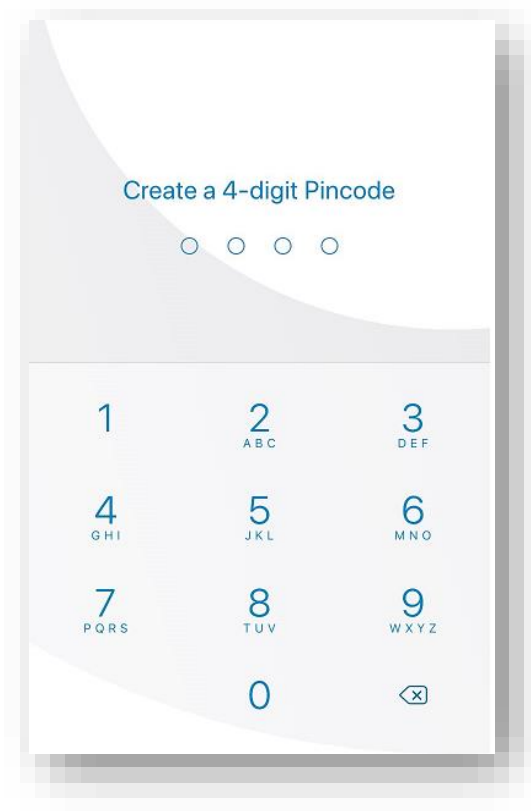 Create a 4-digit Pincode
1 2 3
ABC DEF
4 5 6
GHI JKL MNO
7 8 9
PQRS TUV WXYZ
0